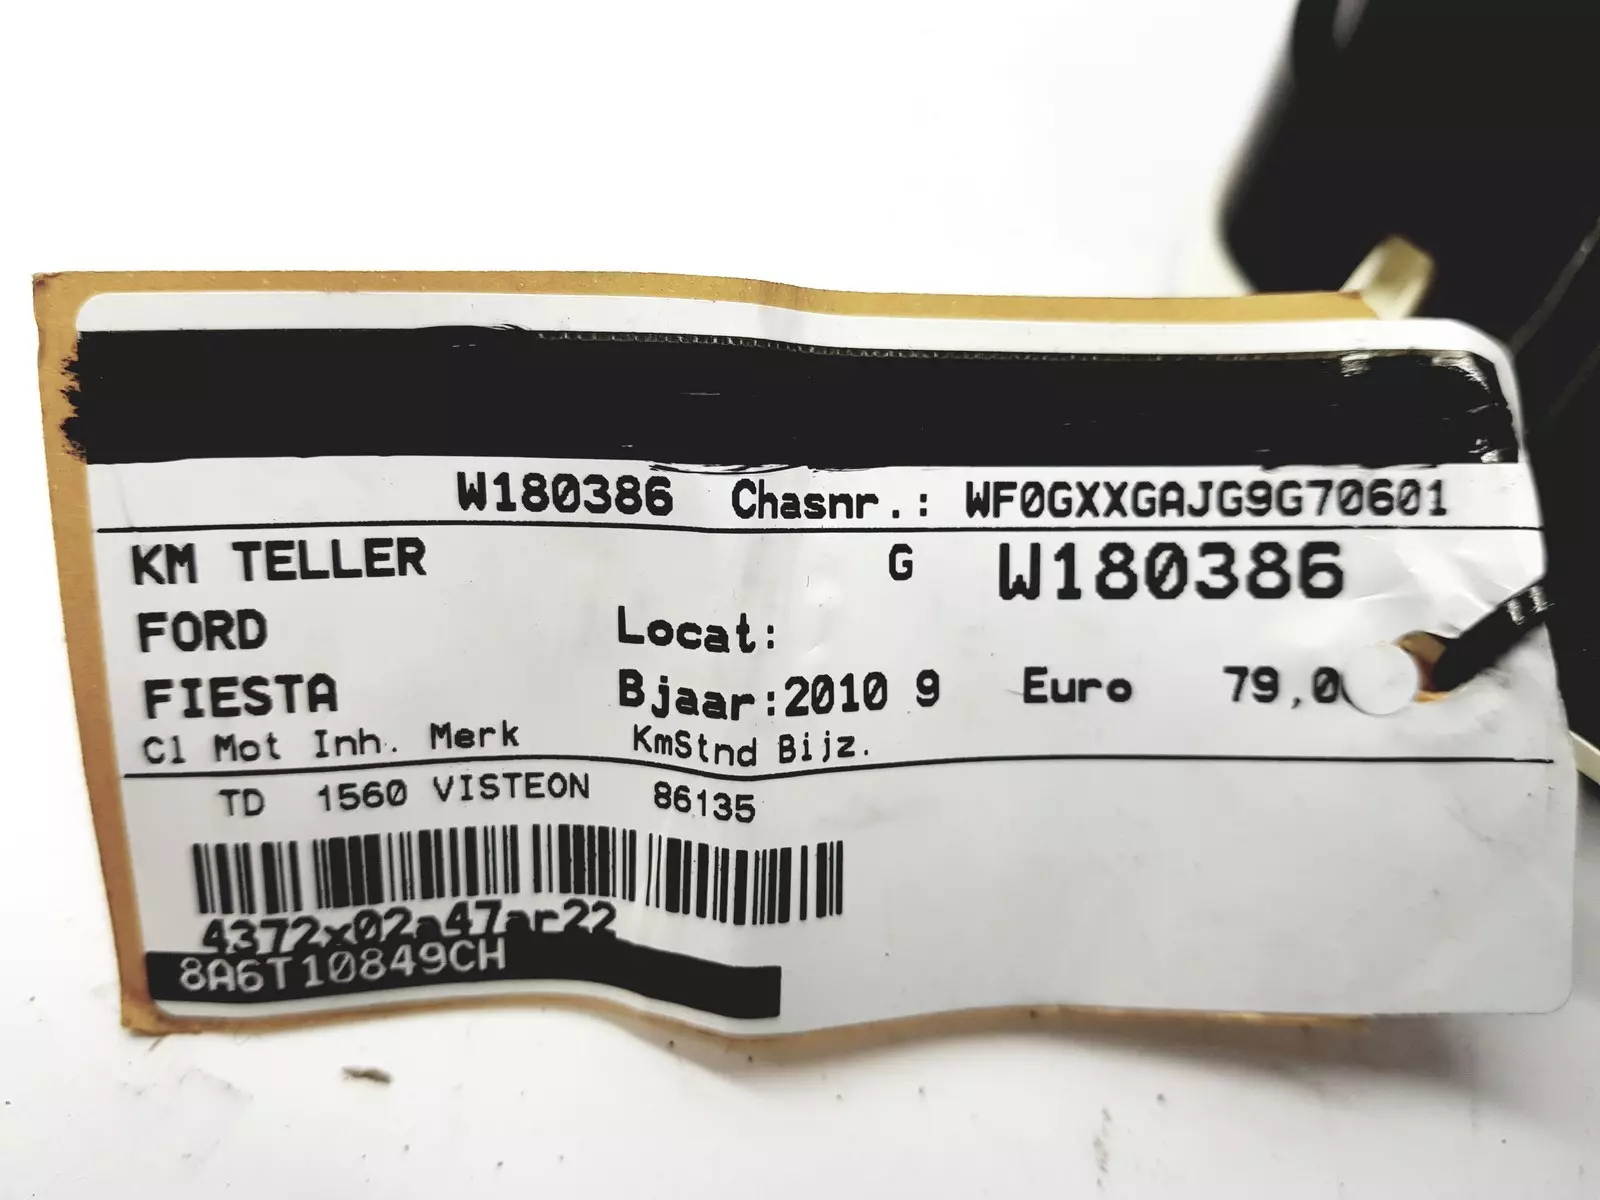 W180386 Chasnr.: WF0GXXGAJG9G70601
KM TELLER G W180386
FORD Locat:
FIESTA Bjaar:2010 9 Euro 79,0
Cl Mot Inh. Merk KmStnd Bijz.
TD 1560 VISTEON 86135
4372x02a47ar22
8A6T10849CH